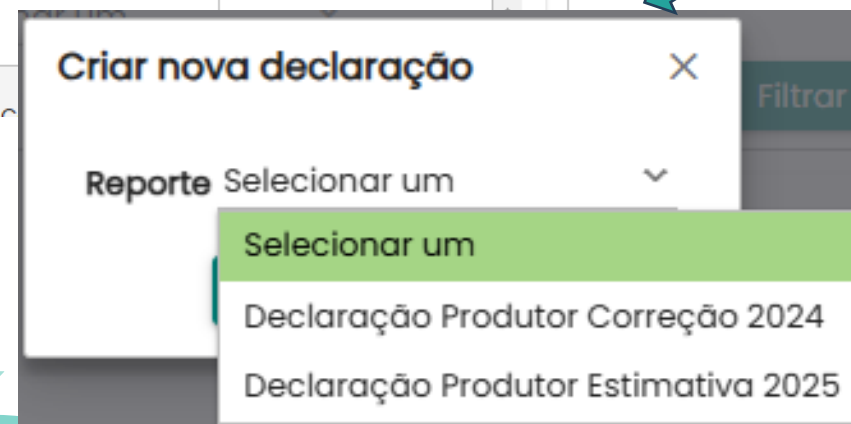 Criar nova declaração
Filtrar
Reporte Selecionar um
Selecionar um
Declaração Produtor Correção 2024
Declaração Produtor Estimativa 2025